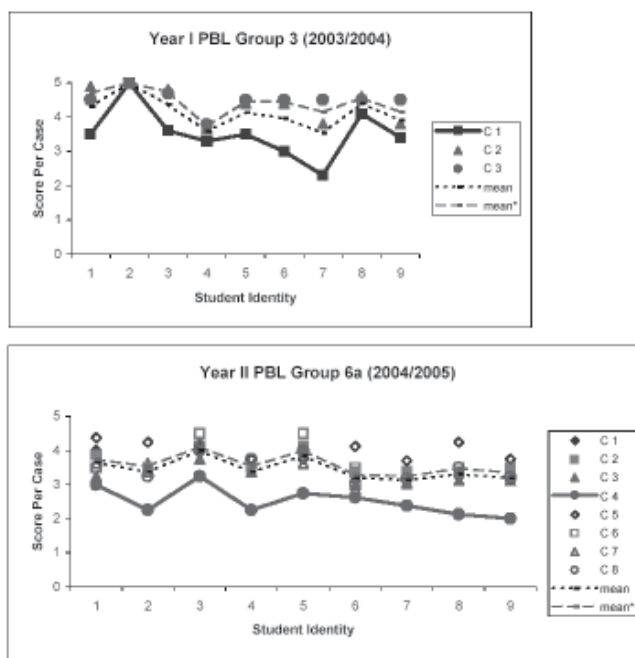 Year I PBL Group 3 (2003/2004)
Score Per Case
5
4
3
2
1
0
1 2 3 4 5 6 7 8 9
Student Identity
C 1
C 2
C 3
mean
mean*
Year II PBL Group 6a (2004/2005)
Score Per Case
5
4
3
2
1
0
1 2 3 4 5 6 7 8 9
Student Identity
C 1
C 2
C 3
C 4
C 5
C 6
C 7
C 8
mean
mean*